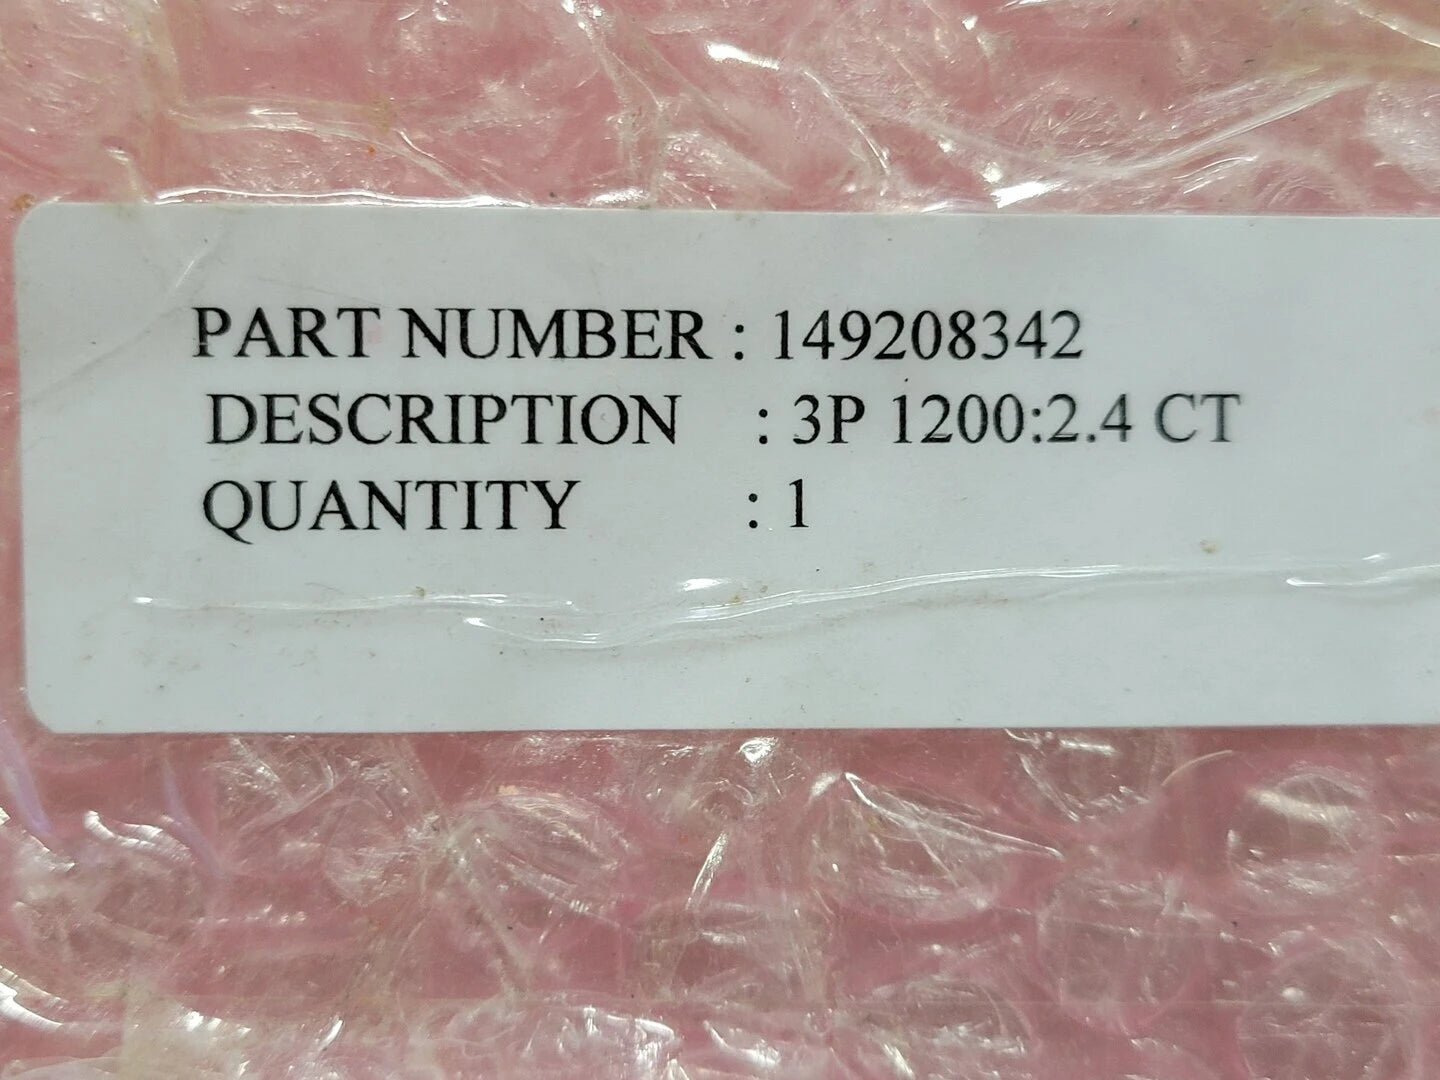 PART NUMBER : 149208342
DESCRIPTION : 3P 1200:2.4 CT
QUANTITY : 1